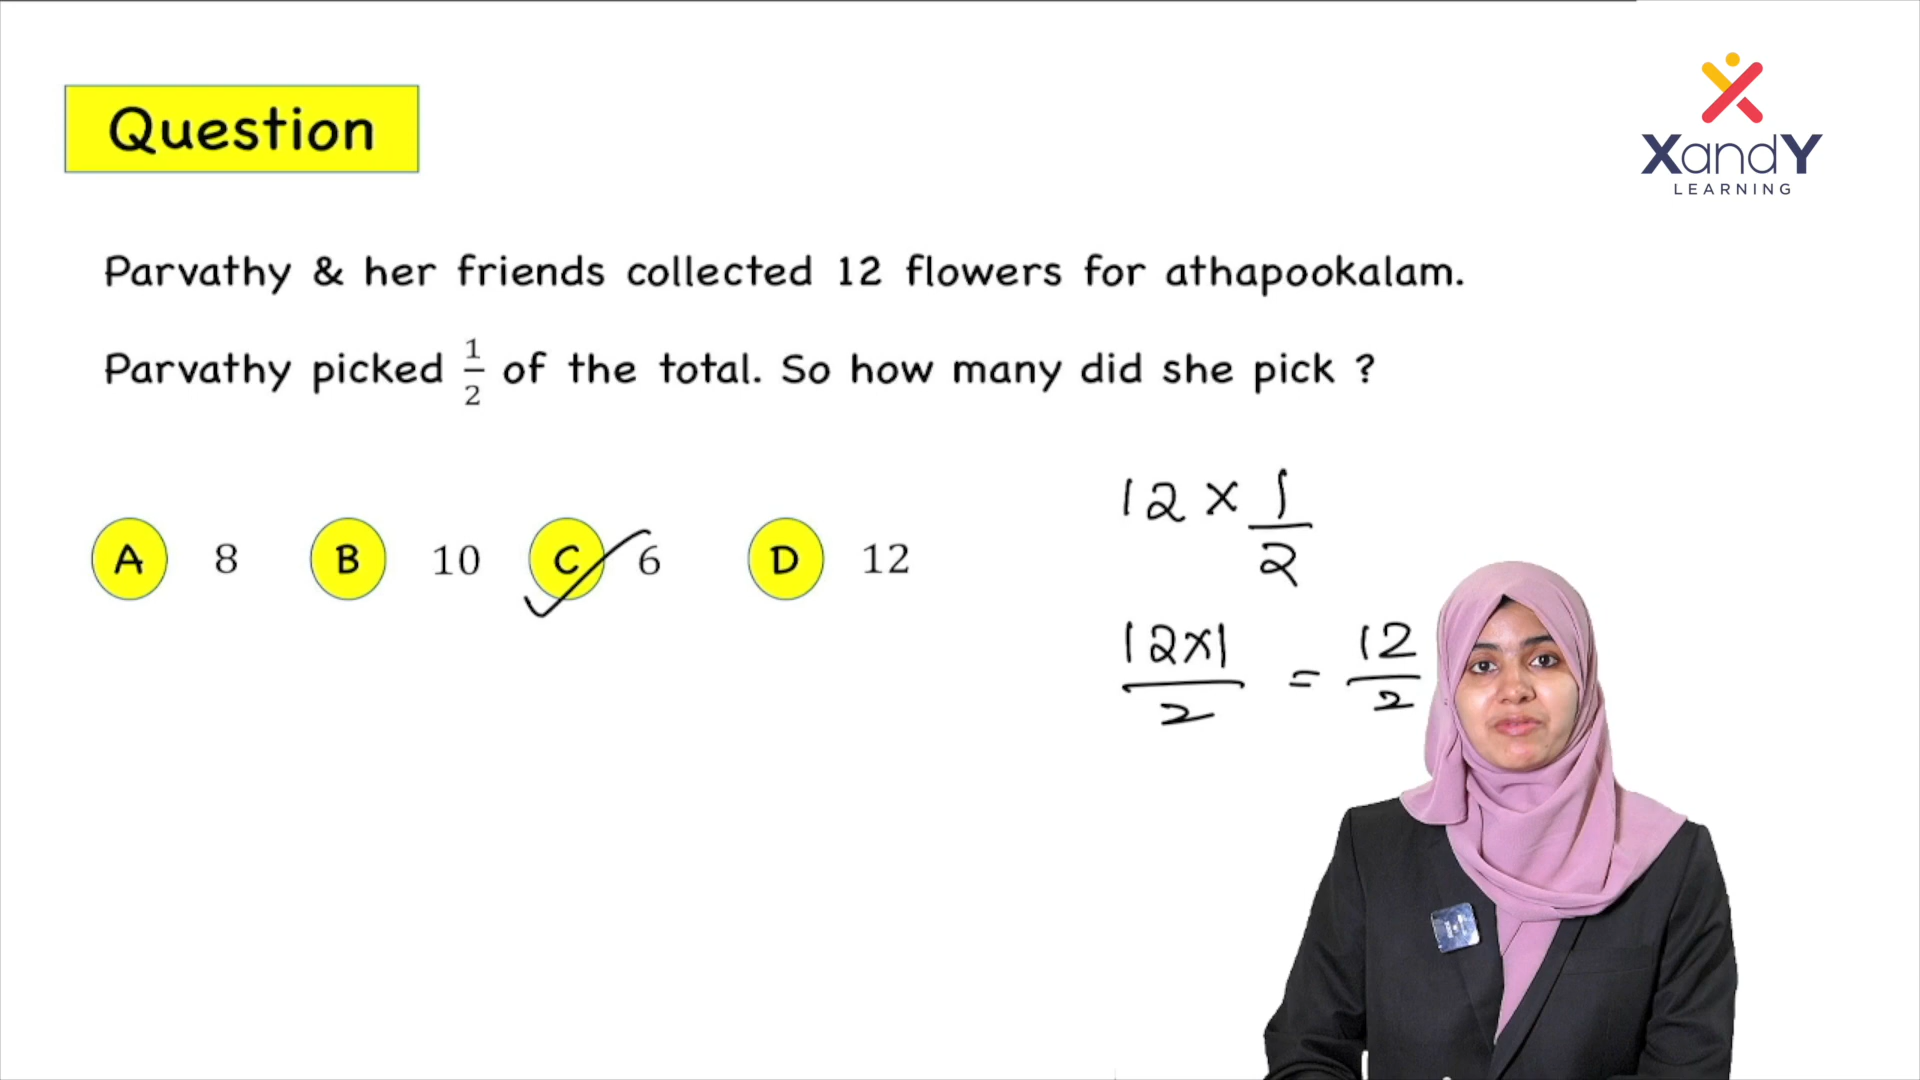 Question
XandY
LEARNING
Parvathy & her friends collected 12 flowers for athapookalam.
Parvathy picked 1/2 of the total. So how many did she pick ?
A 8 B 10 C 6 D 12
12 × 1/2
12×1/2 = 12/2